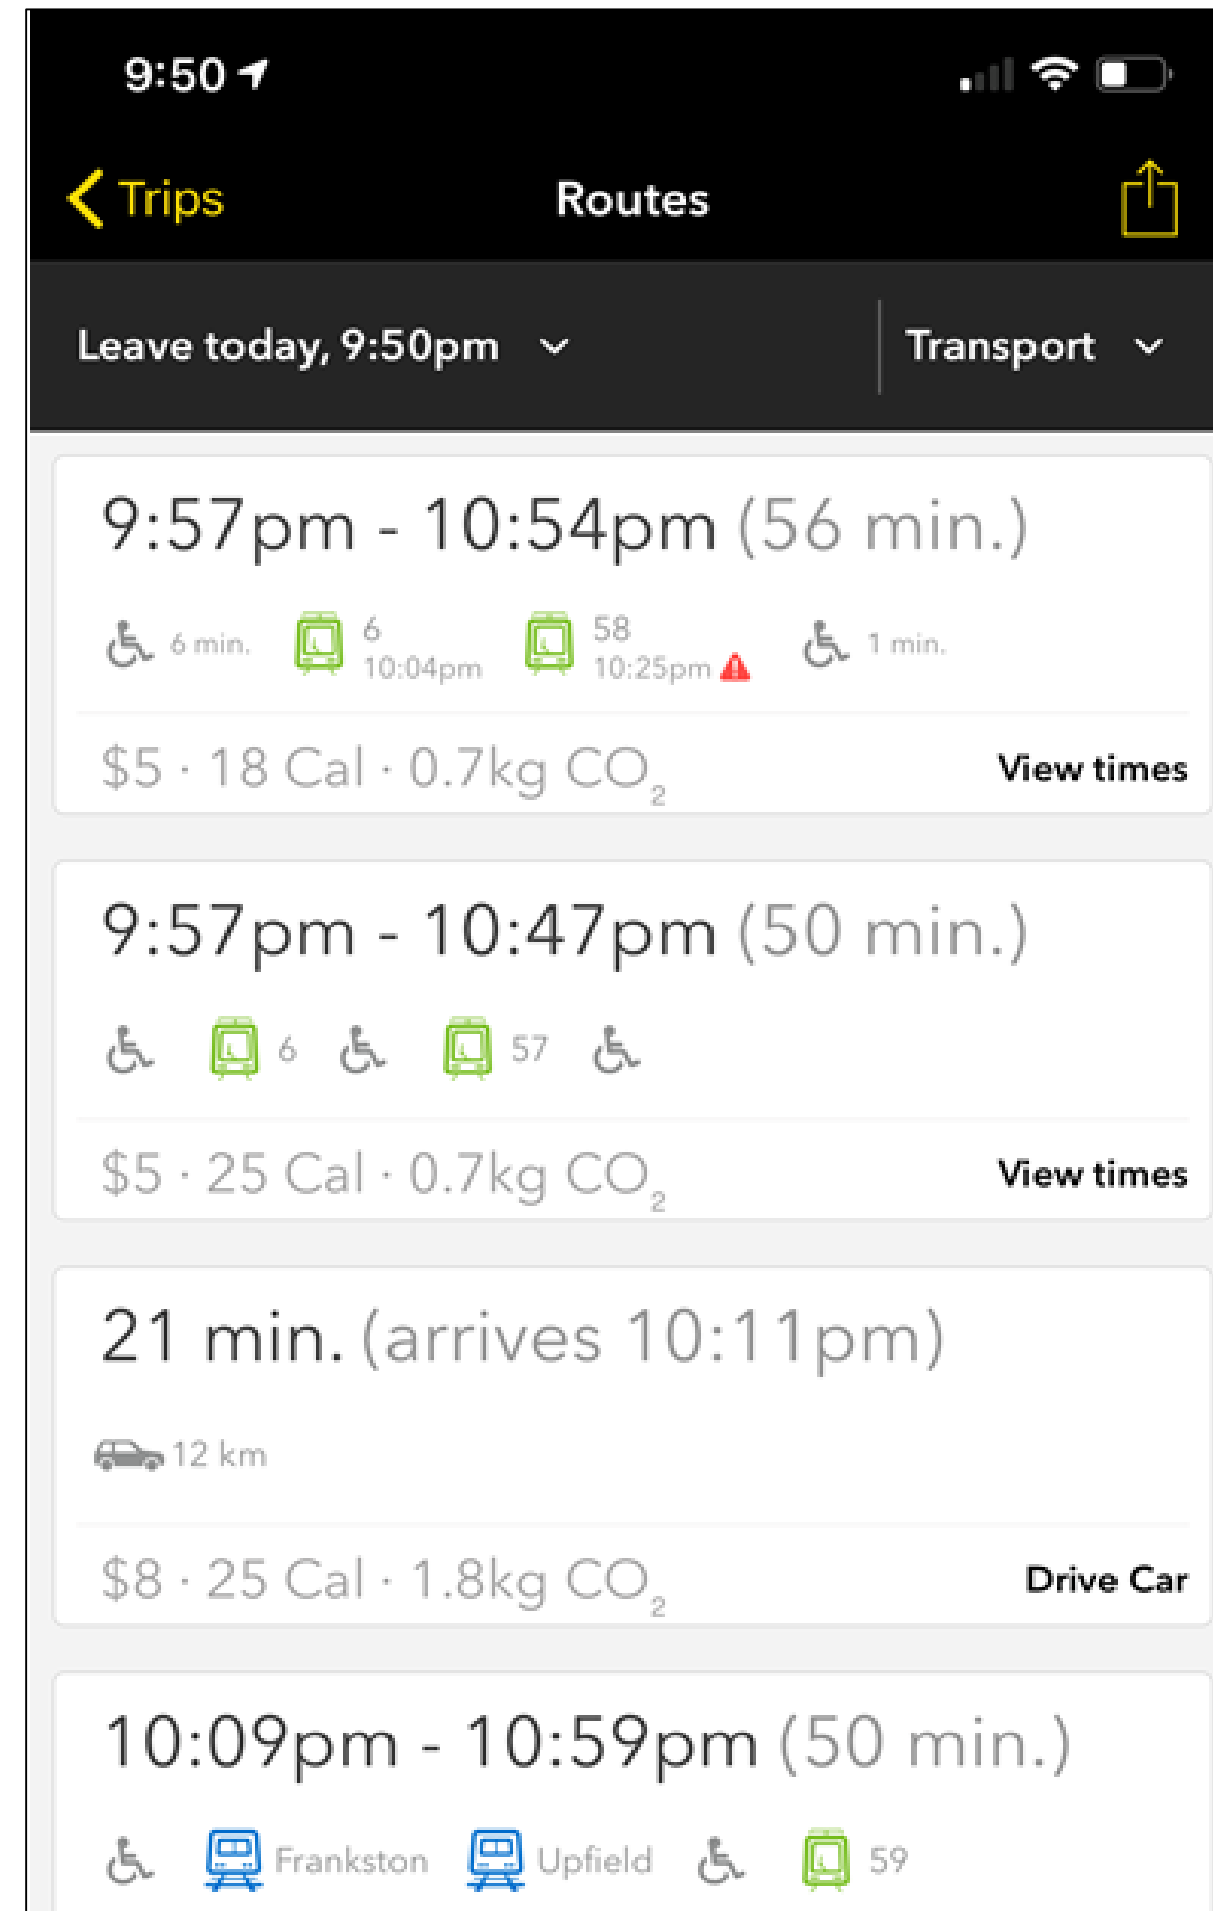 9:50
Trips
Routes
Leave today, 9:50pm
Transport
9:57pm - 10:54pm (56 min.)
6 min.
6
10:04pm
58
10:25pm
1 min.
$5 · 18 Cal · 0.7kg CO₂
View times
9:57pm - 10:47pm (50 min.)
6
57
$5 · 25 Cal · 0.7kg CO₂
View times
21 min. (arrives 10:11pm)
12 km
$8 · 25 Cal · 1.8kg CO₂
Drive Car
10:09pm - 10:59pm (50 min.)
Frankston
Upfield
59